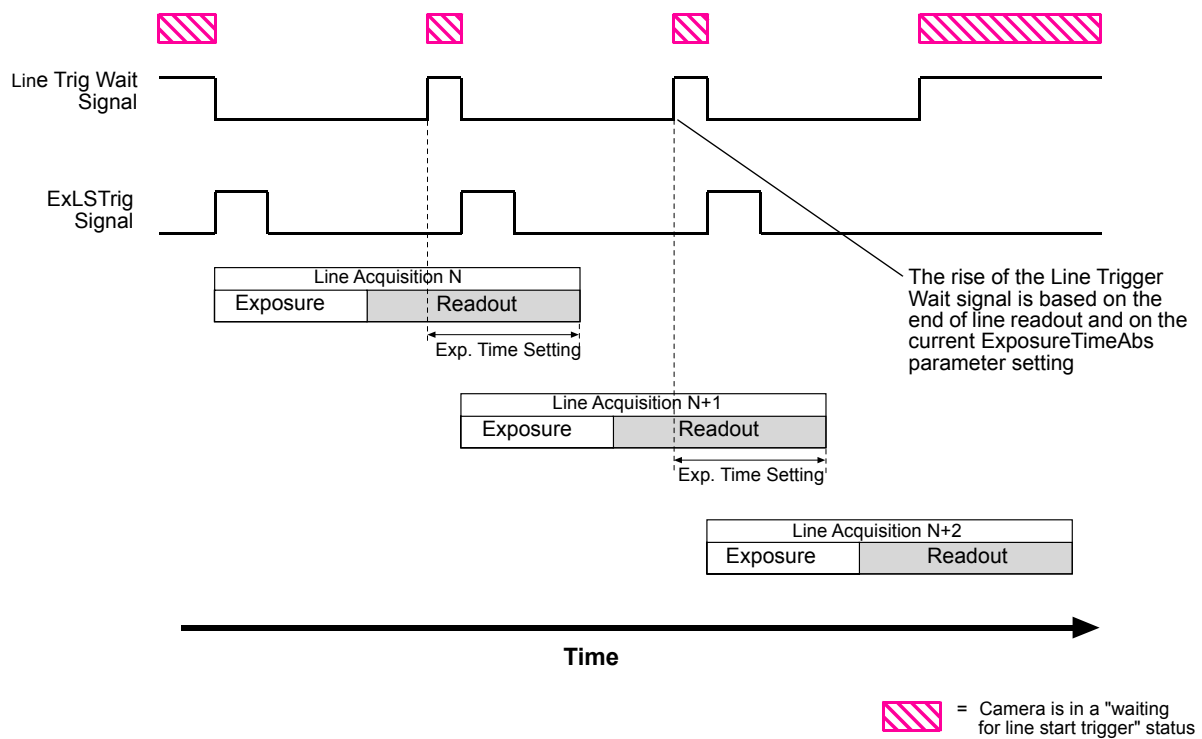 Line Trig Wait
Signal
ExLSTrig
Signal
Line Acquisition N
Exposure
Readout
Exp. Time Setting
The rise of the Line Trigger
Wait signal is based on the
end of line readout and on the
current ExposureTimeAbs
parameter setting
Line Acquisition N+1
Exposure
Readout
Exp. Time Setting
Line Acquisition N+2
Exposure
Readout
Time
= Camera is in a "waiting
for line start trigger" status